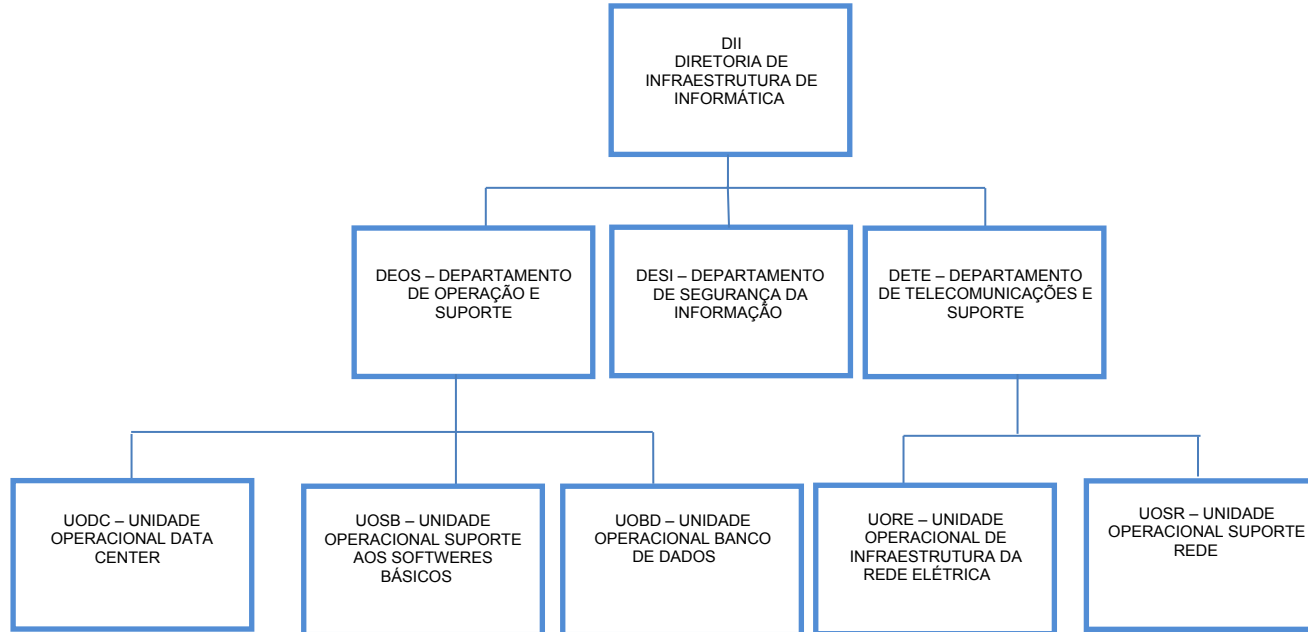 DII
DIRETORIA DE
INFRAESTRUTURA DE
INFORMÁTICA
DEOS – DEPARTAMENTO
DE OPERAÇÃO E
SUPORTE
DESI – DEPARTAMENTO
DE SEGURANÇA DA
INFORMAÇÃO
DETE – DEPARTAMENTO
DE TELECOMUNICAÇÕES E
SUPORTE
UODC – UNIDADE
OPERACIONAL DATA
CENTER
UOSB – UNIDADE
OPERACIONAL SUPORTE
AOS SOFTWERES
BÁSICOS
UOBD – UNIDADE
OPERACIONAL BANCO
DE DADOS
UORE – UNIDADE
OPERACIONAL DE
INFRAESTRUTURA DA
REDE ELÉTRICA
UOSR – UNIDADE
OPERACIONAL SUPORTE
REDE